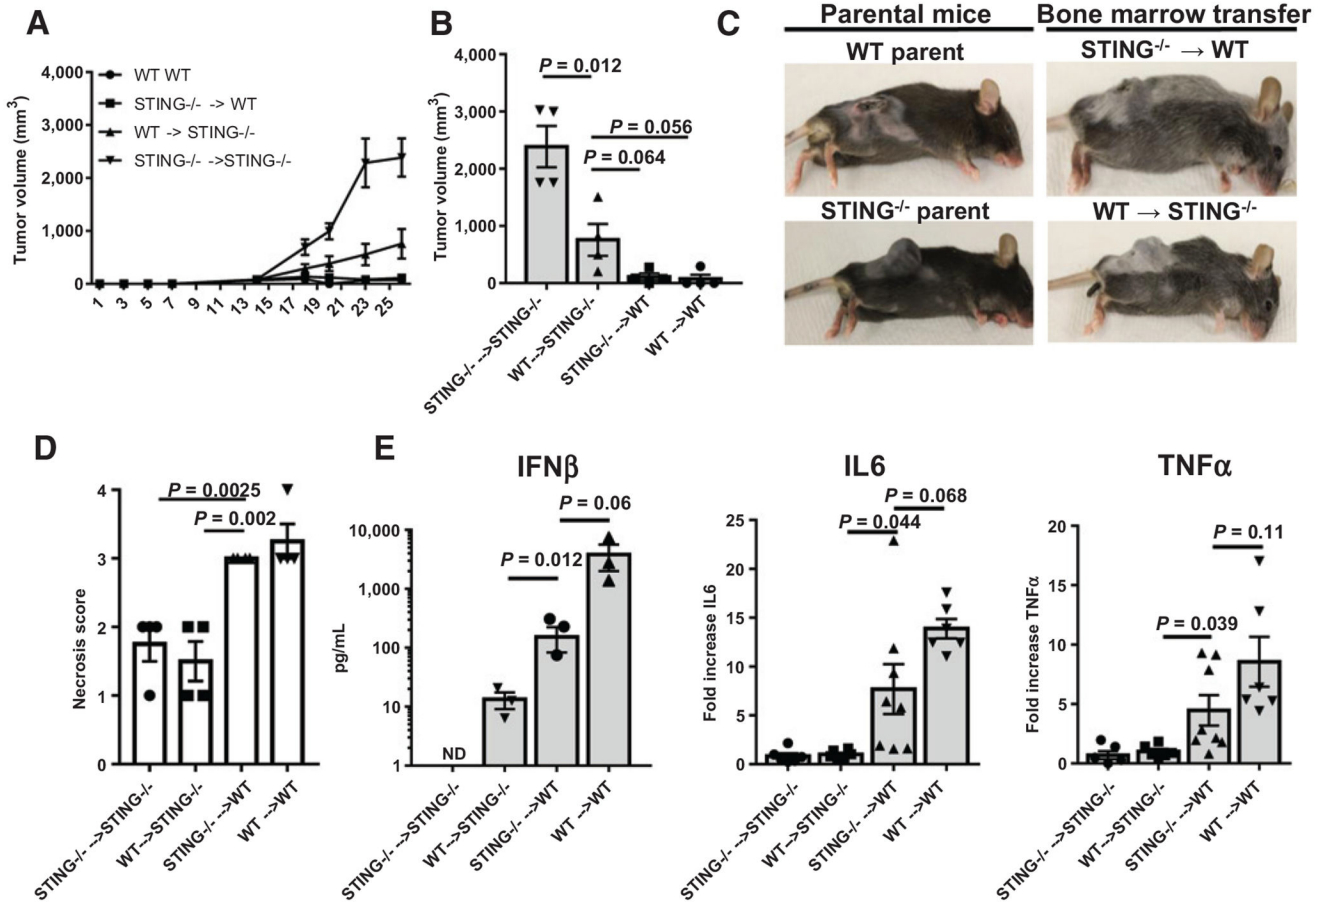 A
4,000
3,000
2,000
1,000
0
Tumor volume (mm3)
WT WT
STING-/- -> WT
WT -> STING-/-
STING-/- ->STING-/-
1 3 5 7 9 11 13 15 17 19 21 23 25
B
4,000
3,000
2,000
1,000
0
Tumor volume (mm3)
P = 0.012
P = 0.056
P = 0.064
STING-/- -->STING-/-
WT-->STING-/-
STING-/- -->WT
WT -->WT
C
Parental mice
Bone marrow transfer
WT parent
STING-/- → WT
STING-/- parent
WT → STING-/-
D
4
3
2
1
0
Necrosis score
P = 0.0025
P = 0.002
STING-/- -->STING-/-
WT-->STING-/-
STING-/- -->WT
WT -->WT
E
IFNβ
10,000
1,000
100
10
1
pg/mL
P = 0.06
P = 0.012
ND
STING-/- -->STING-/-
WT-->STING-/-
STING-/- -->WT
WT -->WT
IL6
25
20
15
10
5
0
Fold increase IL6
P = 0.068
P = 0.044
STING-/- -->STING-/-
WT-->STING-/-
STING-/- -->WT
WT -->WT
TNFα
20
15
10
5
0
Fold increase TNFα
P = 0.11
P = 0.039
STING-/- -->STING-/-
WT-->STING-/-
STING-/- -->WT
WT -->WT